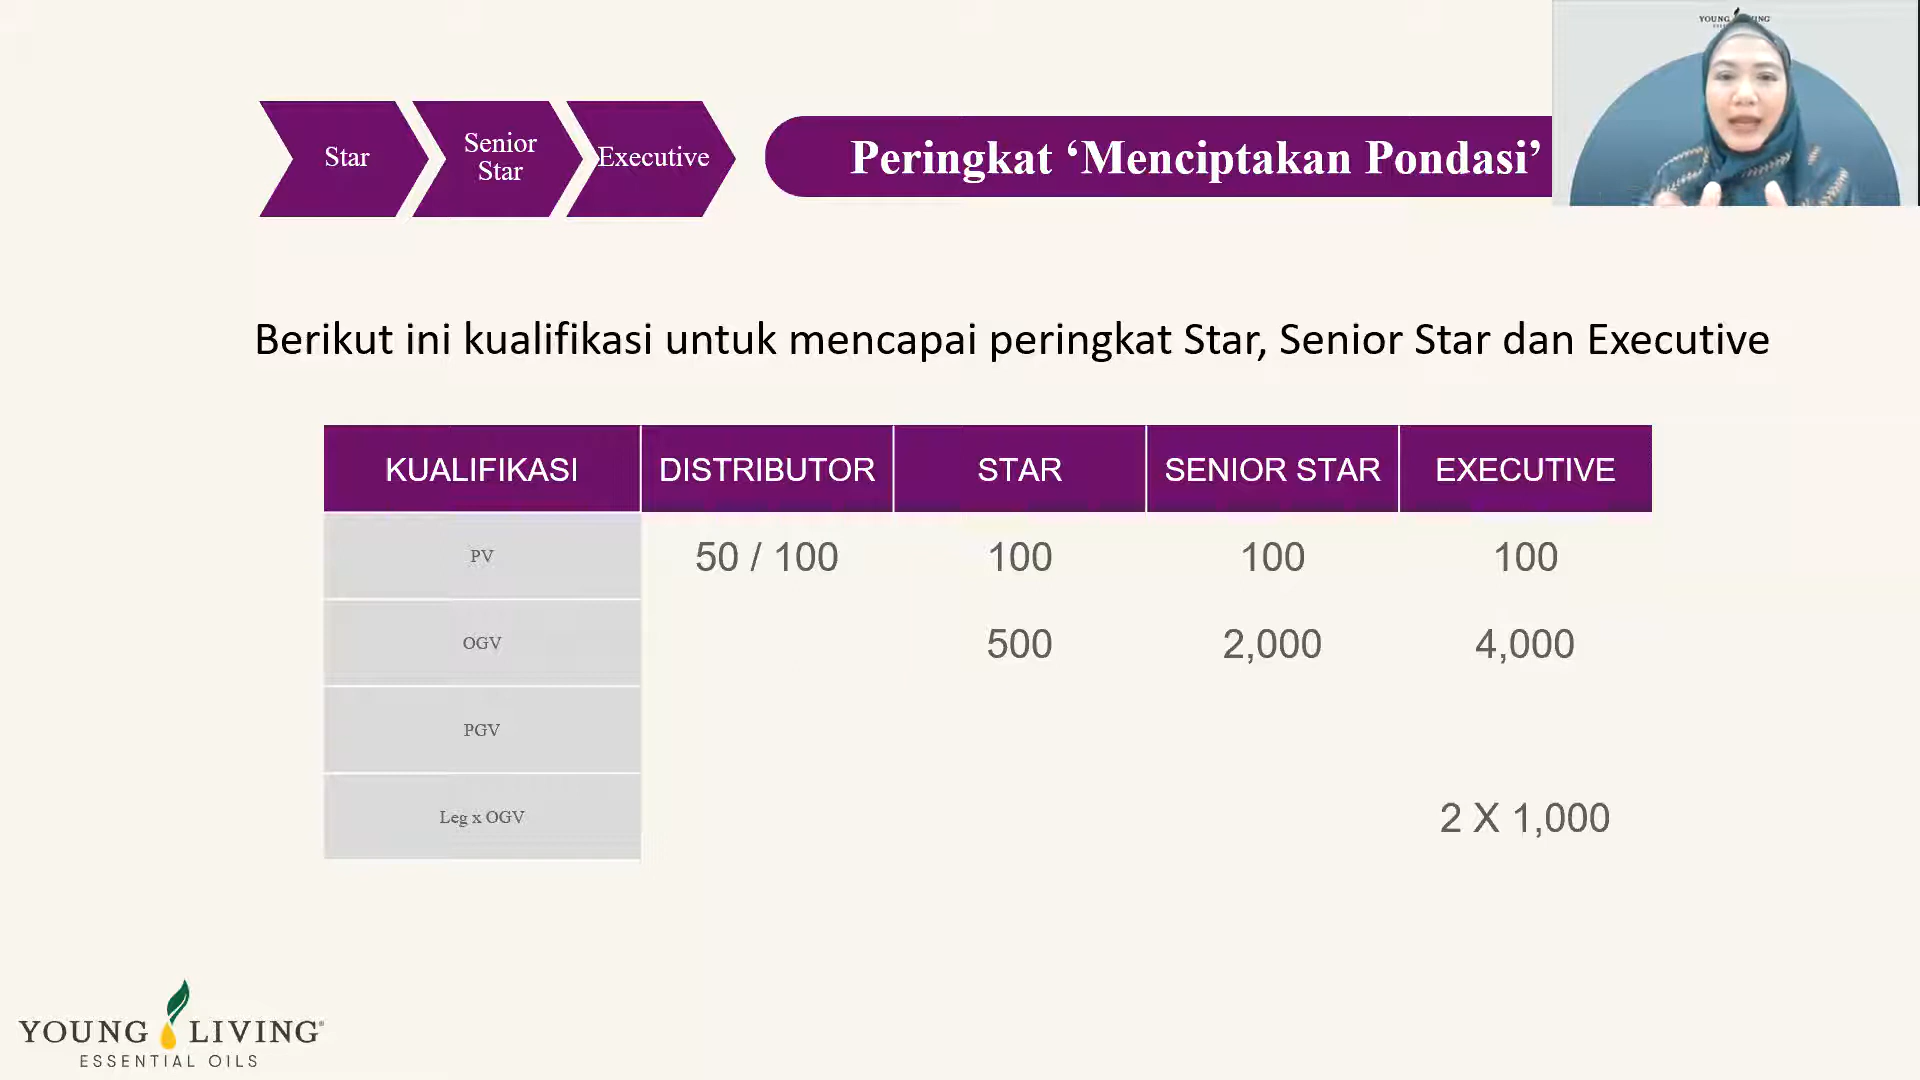 Star
Senior
Star
Executive
Peringkat ‘Menciptakan Pondasi’
YOUNG LIVING
Berikut ini kualifikasi untuk mencapai peringkat Star, Senior Star dan Executive
KUALIFIKASI DISTRIBUTOR STAR SENIOR STAR EXECUTIVE
PV 50 / 100 100 100 100
OGV 500 2,000 4,000
PGV
Leg x OGV 2 X 1,000
YOUNG LIVING®
ESSENTIAL OILS